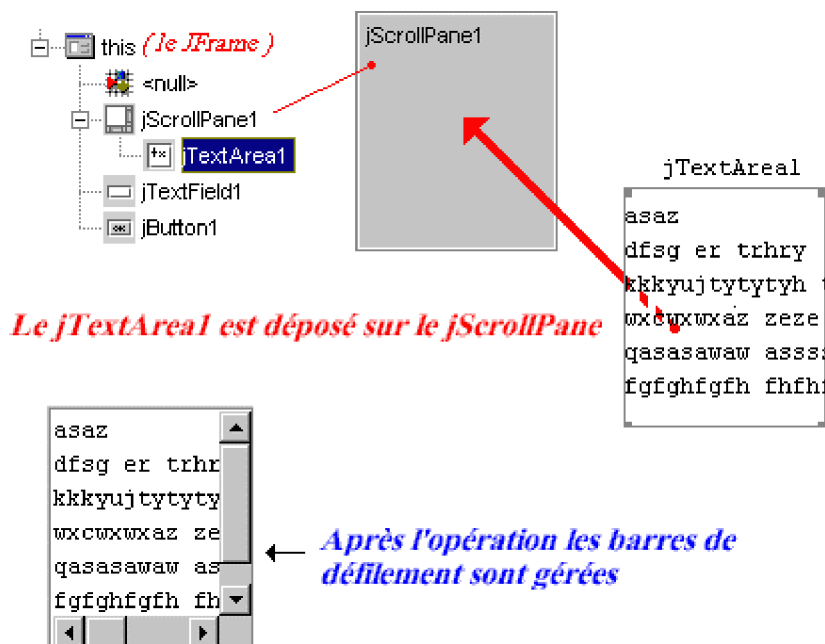 this ( le JFrame )
<null>
jScrollPane1
jTextArea1
jTextField1
jButton1
jScrollPane1
jTextArea1
asaz
dfsg er trhry
kkkyujtytytyh t
wxcwxwxaz zeze
qasasawaw assss
fgfghfgfh fhfhf
Le jTextArea1 est déposé sur le jScrollPane
asaz
dfsg er trhr
kkkyujtytyty
wxcwxwxaz ze
qasasawaw as
fgfghfgfh fh
Après l'opération les barres de
défilement sont gérées